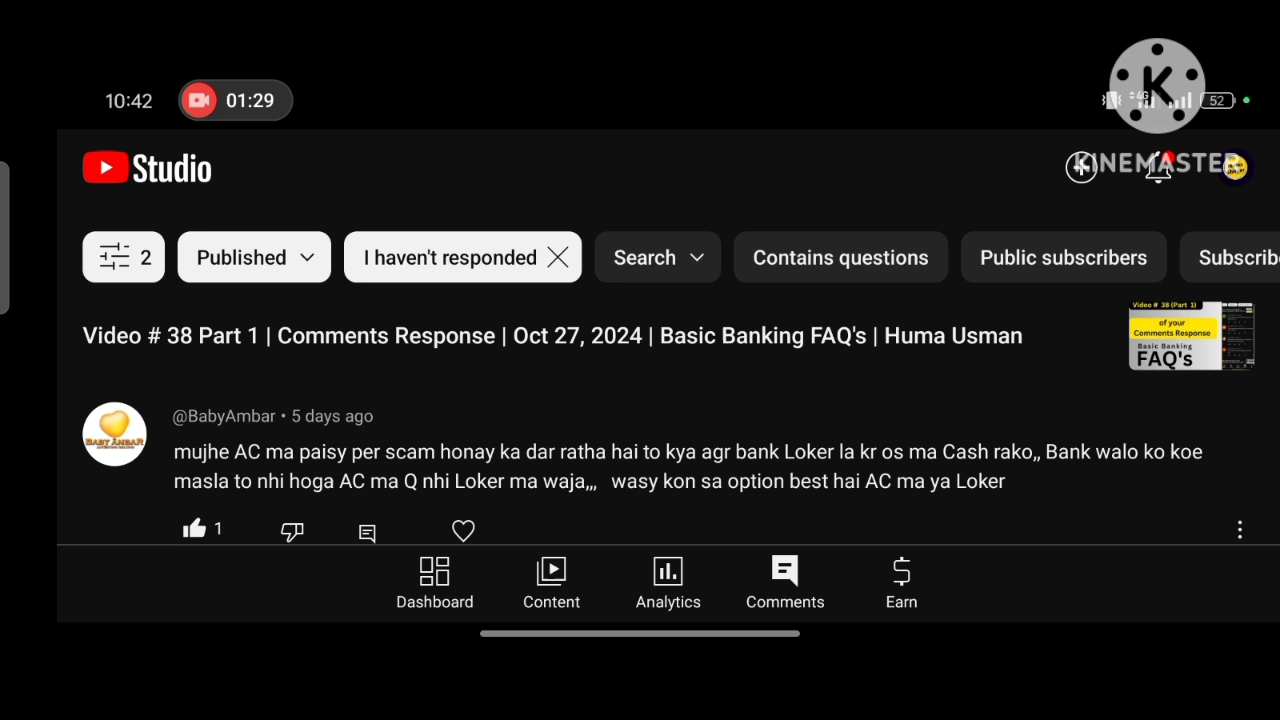 10:42 01:29 4G 52
KINEMASTER
Studio
2 Published I haven't responded Search Contains questions Public subscribers Subscribe
Video # 38 Part 1 | Comments Response | Oct 27, 2024 | Basic Banking FAQ's | Huma Usman
Video # 38 (Part 1)
of your
Comments Response
Basic Banking
FAQ's
@BabyAmbar • 5 days ago
BABY AMBAR
mujhe AC ma paisy per scam honay ka dar ratha hai to kya agr bank Loker la kr os ma Cash rako,, Bank walo ko koe
masla to nhi hoga AC ma Q nhi Loker ma waja,,, wasy kon sa option best hai AC ma ya Loker
1
Dashboard Content Analytics Comments Earn